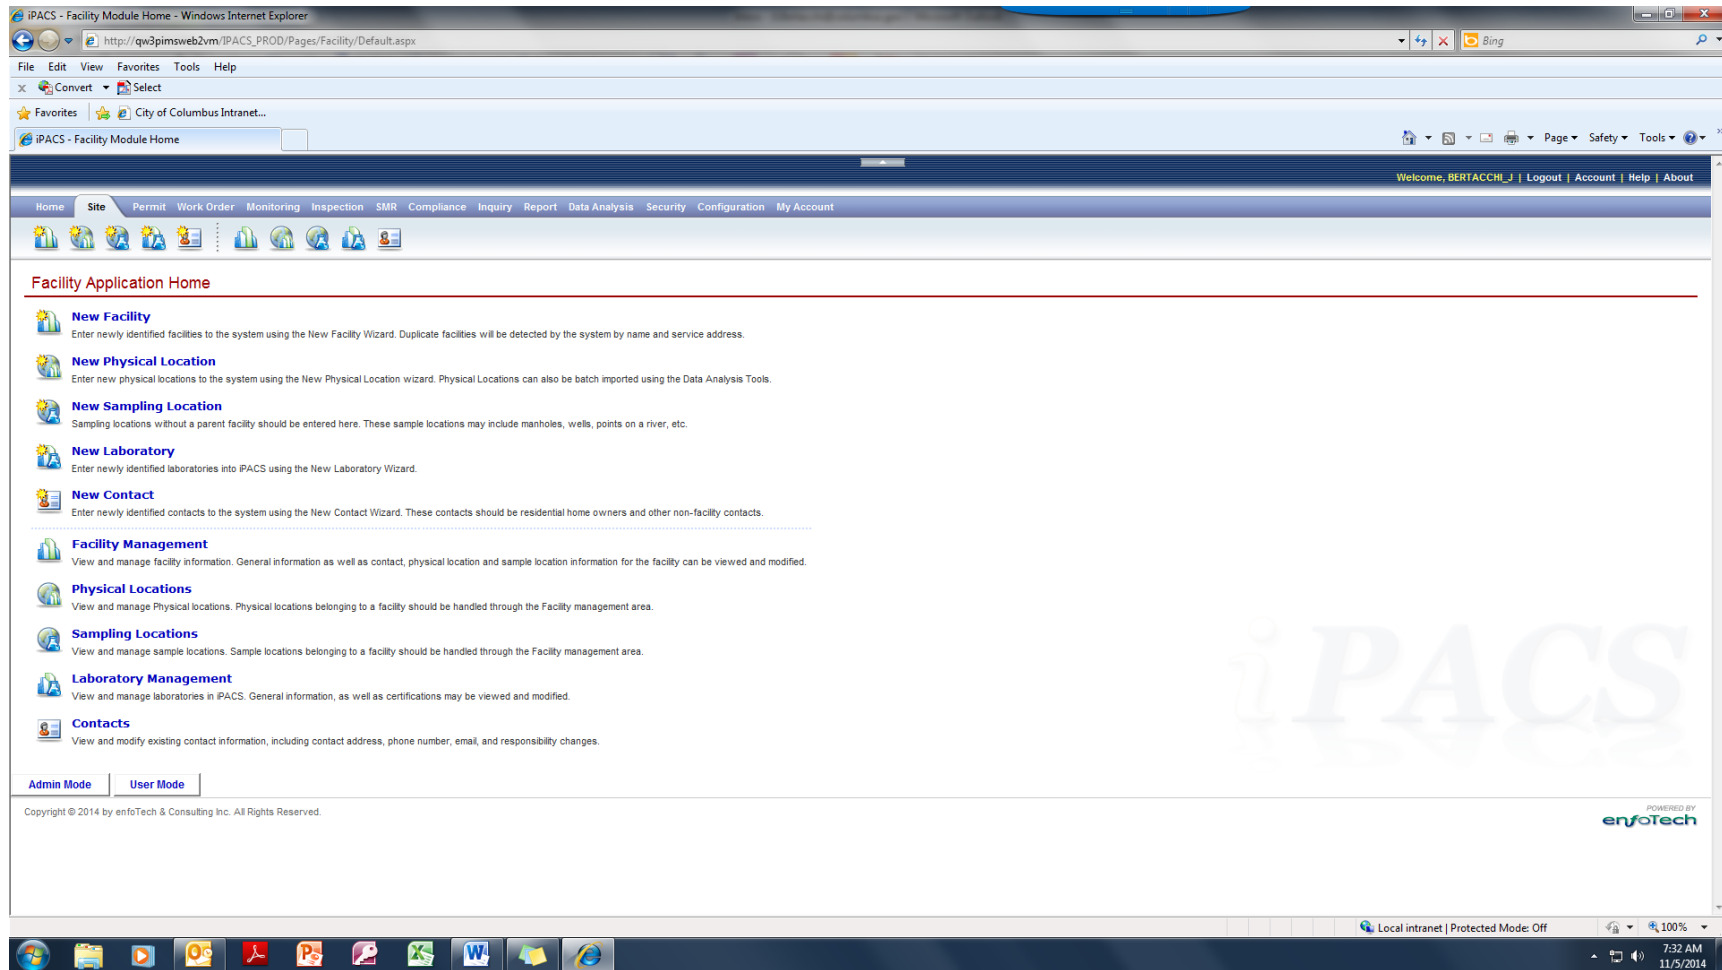 iPACS - Facility Module Home - Windows Internet Explorer
http://qw3pimsweb2vm/IPACS_PROD/Pages/Facility/Default.aspx
Bing
File Edit View Favorites Tools Help
x Convert Select
Favorites City of Columbus Intranet...
iPACS - Facility Module Home
Page Safety Tools
Welcome, BERTACCHI_J | Logout | Account | Help | About
Home Site Permit Work Order Monitoring Inspection SMR Compliance Inquiry Report Data Analysis Security Configuration My Account
Facility Application Home
New Facility
Enter newly identified facilities to the system using the New Facility Wizard. Duplicate facilities will be detected by the system by name and service address.
New Physical Location
Enter new physical locations to the system using the New Physical Location wizard. Physical Locations can also be batch imported using the Data Analysis Tools.
New Sampling Location
Sampling locations without a parent facility should be entered here. These sample locations may include manholes, wells, points on a river, etc.
New Laboratory
Enter newly identified laboratories into iPACS using the New Laboratory Wizard.
New Contact
Enter newly identified contacts to the system using the New Contact Wizard. These contacts should be residential home owners and other non-facility contacts.
Facility Management
View and manage facility information. General information as well as contact, physical location and sample location information for the facility can be viewed and modified.
Physical Locations
View and manage Physical locations. Physical locations belonging to a facility should be handled through the Facility management area.
Sampling Locations
View and manage sample locations. Sample locations belonging to a facility should be handled through the Facility management area.
Laboratory Management
View and manage laboratories in iPACS. General information, as well as certifications may be viewed and modified.
Contacts
View and modify existing contact information, including contact address, phone number, email, and responsibility changes.
iPACS
Admin Mode User Mode
Copyright © 2014 by enfoTech & Consulting Inc. All Rights Reserved.
POWERED BY
enfoTech
Local intranet | Protected Mode: Off 100%
7:32 AM
11/5/2014